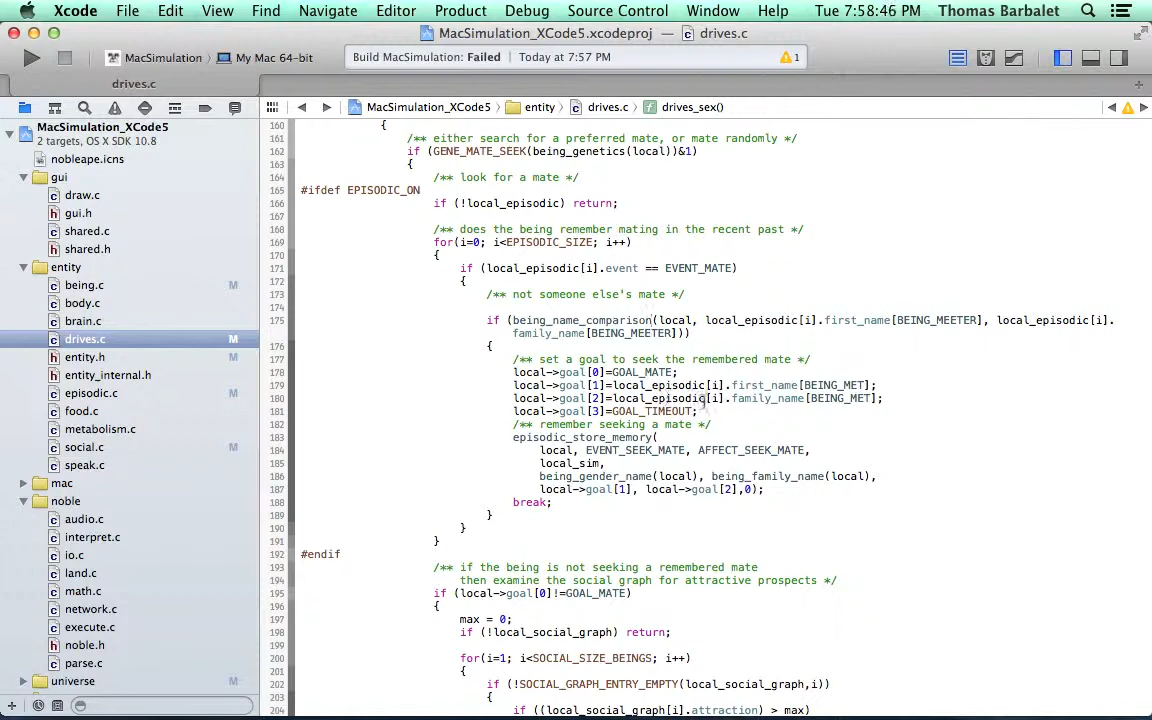 Xcode File Edit View Find Navigate Editor Product Debug Source Control Window Help Tue 7:58:46 PM Thomas Barbalet
MacSimulation_XCode5.xcodeproj — drives.c
MacSimulation My Mac 64-bit
Build MacSimulation: Failed Today at 7:57 PM 1
drives.c
MacSimulation_XCode5 entity drives.c drives_sex()
MacSimulation_XCode5
2 targets, OS X SDK 10.8
nobleape.icns
gui
draw.c
gui.h
shared.c
shared.h
entity
being.c M
body.c
brain.c
drives.c M
entity.h M
entity_internal.h
episodic.c M
food.c
metabolism.c
social.c M
speak.c
mac
noble
audio.c
interpret.c
io.c
land.c
math.c
network.c
execute.c
noble.h
parse.c
universe M
160 {
161 /** either search for a preferred mate, or mate randomly */
162 if (GENE_MATE_SEEK(being_genetics(local))&1)
163 {
164 /** look for a mate */
165 #ifdef EPISODIC_ON
166 if (!local_episodic) return;
167
168 /** does the being remember mating in the recent past */
169 for(i=0; i<EPISODIC_SIZE; i++)
170 {
171 if (local_episodic[i].event == EVENT_MATE)
172 {
173 /** not someone else's mate */
174
175 if (being_name_comparison(local, local_episodic[i].first_name[BEING_MEETER], local_episodic[i].
family_name[BEING_MEETER]))
176 {
177 /** set a goal to seek the remembered mate */
178 local->goal[0]=GOAL_MATE;
179 local->goal[1]=local_episodic[i].first_name[BEING_MET];
180 local->goal[2]=local_episodic[i].family_name[BEING_MET];
181 local->goal[3]=GOAL_TIMEOUT;
182 /** remember seeking a mate */
183 episodic_store_memory(
184 local, EVENT_SEEK_MATE, AFFECT_SEEK_MATE,
185 local_sim,
186 being_gender_name(local), being_family_name(local),
187 local->goal[1], local->goal[2],0);
188 break;
189 }
190 }
191 }
192 #endif
193 /** if the being is not seeking a remembered mate
194 then examine the social graph for attractive prospects */
195 if (local->goal[0]!=GOAL_MATE)
196 {
197 max = 0;
198 if (!local_social_graph) return;
199
200 for(i=1; i<SOCIAL_SIZE_BEINGS; i++)
201 {
202 if (!SOCIAL_GRAPH_ENTRY_EMPTY(local_social_graph,i))
203 {
204 if ((local_social_graph[i].attraction) > max)